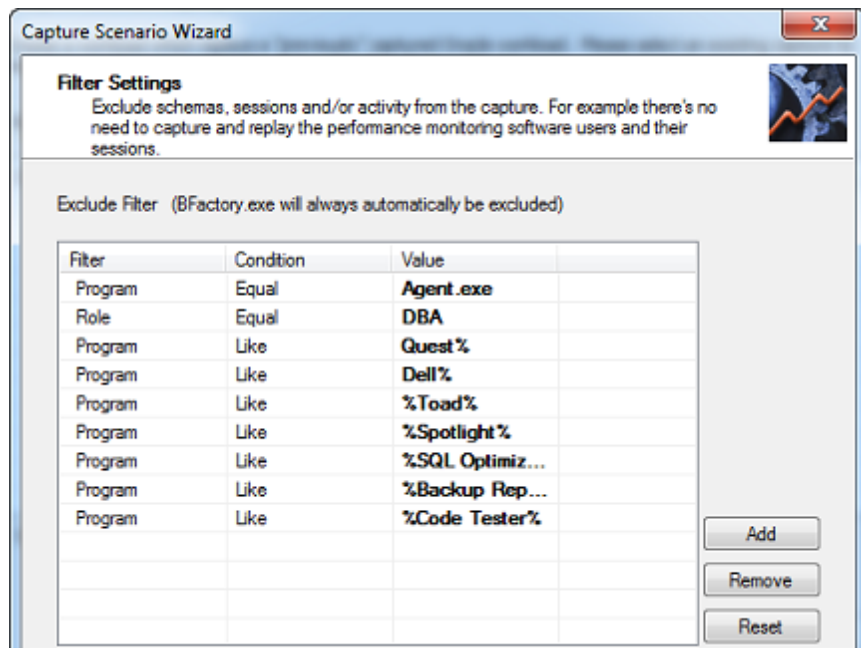 Capture Scenario Wizard
Filter Settings
Exclude schemas, sessions and/or activity from the capture. For example there's no
need to capture and replay the performance monitoring software users and their
sessions.
Exclude Filter (BFactory.exe will always automatically be excluded)
Filter Condition Value
Program Equal Agent.exe
Role Equal DBA
Program Like Quest%
Program Like Dell%
Program Like %Toad%
Program Like %Spotlight%
Program Like %SQL Optimiz...
Program Like %Backup Rep...
Program Like %Code Tester%
Add
Remove
Reset